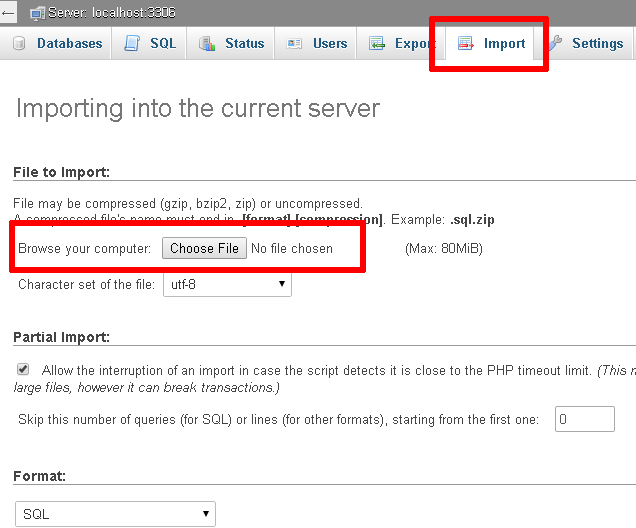 Server: localhost:3306
Databases SQL Status Users Export Import Settings
Importing into the current server
File to Import:
File may be compressed (gzip, bzip2, zip) or uncompressed.
A compressed file's name must end in .[format].[compression]. Example: .sql.zip
Browse your computer: Choose File No file chosen (Max: 80MiB)
Character set of the file: utf-8
Partial Import:
Allow the interruption of an import in case the script detects it is close to the PHP timeout limit. (This
large files, however it can break transactions.)
Skip this number of queries (for SQL) or lines (for other formats), starting from the first one: 0
Format:
SQL